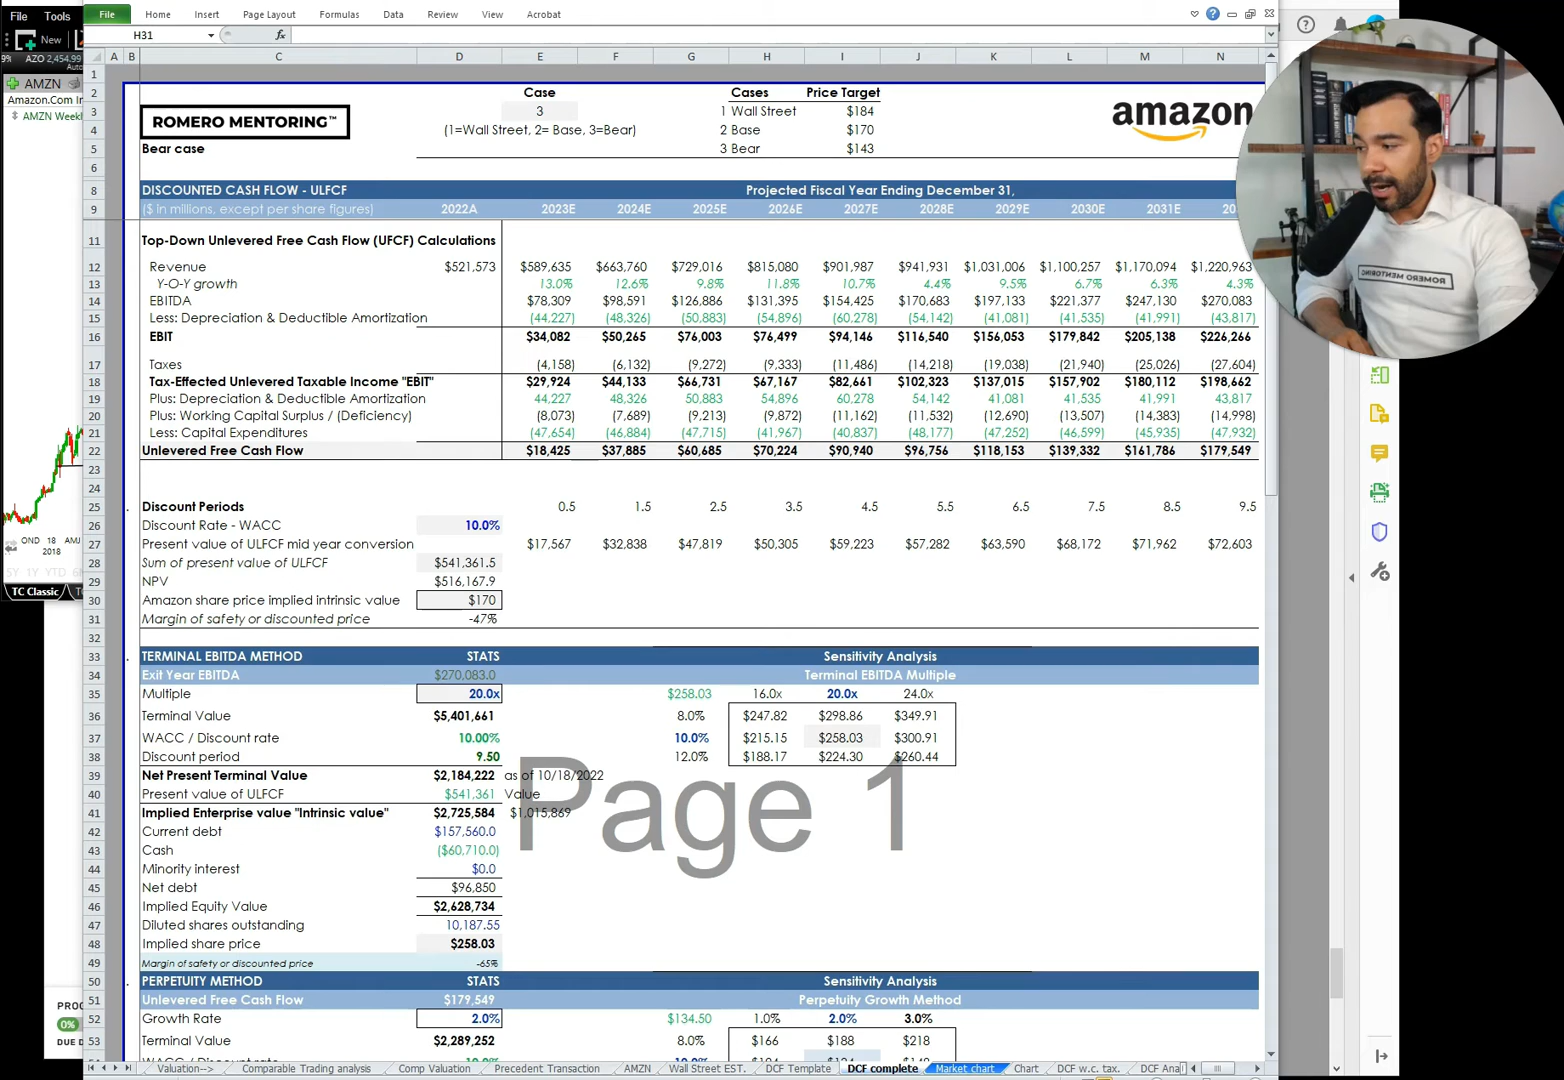 File Tools
File Home Insert Page Layout Formulas Data Review View Acrobat
New
H31 fx
9% AZO 2,454.99
AMZN
Amazon.Com In
AMZN Week
A B C D E F G H I J K L M N
Case Cases Price Target
3 1 Wall Street $184
ROMERO MENTORING™ (1=Wall Street, 2= Base, 3=Bear) 2 Base $170 amazon
Bear case 3 Bear $143
DISCOUNTED CASH FLOW - ULFCF Projected Fiscal Year Ending December 31,
($ in millions, except per share figures) 2022A 2023E 2024E 2025E 2026E 2027E 2028E 2029E 2030E 2031E 20
Top-Down Unlevered Free Cash Flow (UFCF) Calculations
Revenue $521,573 $589,635 $663,760 $729,016 $815,080 $901,987 $941,931 $1,031,006 $1,100,257 $1,170,094 $1,220,963
Y-O-Y growth 13.0% 12.6% 9.8% 11.8% 10.7% 4.4% 9.5% 6.7% 6.3% 4.3%
EBITDA $78,309 $98,591 $126,886 $131,395 $154,425 $170,683 $197,133 $221,377 $247,130 $270,083
Less: Depreciation & Deductible Amortization (44,227) (48,326) (50,883) (54,896) (60,278) (54,142) (41,081) (41,535) (41,991) (43,817)
EBIT $34,082 $50,265 $76,003 $76,499 $94,146 $116,540 $156,053 $179,842 $205,138 $226,266
Taxes (4,158) (6,132) (9,272) (9,333) (11,486) (14,218) (19,038) (21,940) (25,026) (27,604)
Tax-Effected Unlevered Taxable Income "EBIT" $29,924 $44,133 $66,731 $67,167 $82,661 $102,323 $137,015 $157,902 $180,112 $198,662
Plus: Depreciation & Deductible Amortization 44,227 48,326 50,883 54,896 60,278 54,142 41,081 41,535 41,991 43,817
Plus: Working Capital Surplus / (Deficiency) (8,073) (7,689) (9,213) (9,872) (11,162) (11,532) (12,690) (13,507) (14,383) (14,998)
Less: Capital Expenditures (47,654) (46,884) (47,715) (41,967) (40,837) (48,177) (47,252) (46,599) (45,935) (47,932)
Unlevered Free Cash Flow $18,425 $37,885 $60,685 $70,224 $90,940 $96,756 $118,153 $139,332 $161,786 $179,549
Discount Periods 0.5 1.5 2.5 3.5 4.5 5.5 6.5 7.5 8.5 9.5
Discount Rate - WACC 10.0%
Present value of ULFCF mid year conversion $17,567 $32,838 $47,819 $50,305 $59,223 $57,282 $63,590 $68,172 $71,962 $72,603
Sum of present value of ULFCF $541,361.5
NPV $516,167.9
Amazon share price implied intrinsic value $170
Margin of safety or discounted price -47%
TERMINAL EBITDA METHOD STATS Sensitivity Analysis
Exit Year EBITDA $270,083.0 Terminal EBITDA Multiple
Multiple 20.0x $258.03 16.0x 20.0x 24.0x
Terminal Value $5,401,661 8.0% $247.82 $298.86 $349.91
WACC / Discount rate 10.00% 10.0% $215.15 $258.03 $300.91
Discount period 9.50 12.0% $188.17 $224.30 $260.44
Net Present Terminal Value $2,184,222 as of 10/18/2022
Present value of ULFCF $541,361 Value
Implied Enterprise value "Intrinsic value" $2,725,584 $1,015,869
Page 1
Current debt $157,560.0
Cash ($60,710.0)
Minority interest $0.0
Net debt $96,850
Implied Equity Value $2,628,734
Diluted shares outstanding 10,187.55
Implied share price $258.03
Margin of safety or discounted price -65%
PERPETUITY METHOD STATS Sensitivity Analysis
Unlevered Free Cash Flow $179,549 Perpetuity Growth Method
Growth Rate 2.0% $134.50 1.0% 2.0% 3.0%
Terminal Value $2,289,252 8.0% $166 $188 $218
Valuation--> Comparable Trading analysis Comp Valuation Precedent Transaction AMZN Wall Street EST. DCF Template DCF complete Market chart Chart DCF w.c. tax. DCF Ana
OND 18 AMJ
2018
TC Classic
0%
DUE D
ROMERO MENTORING